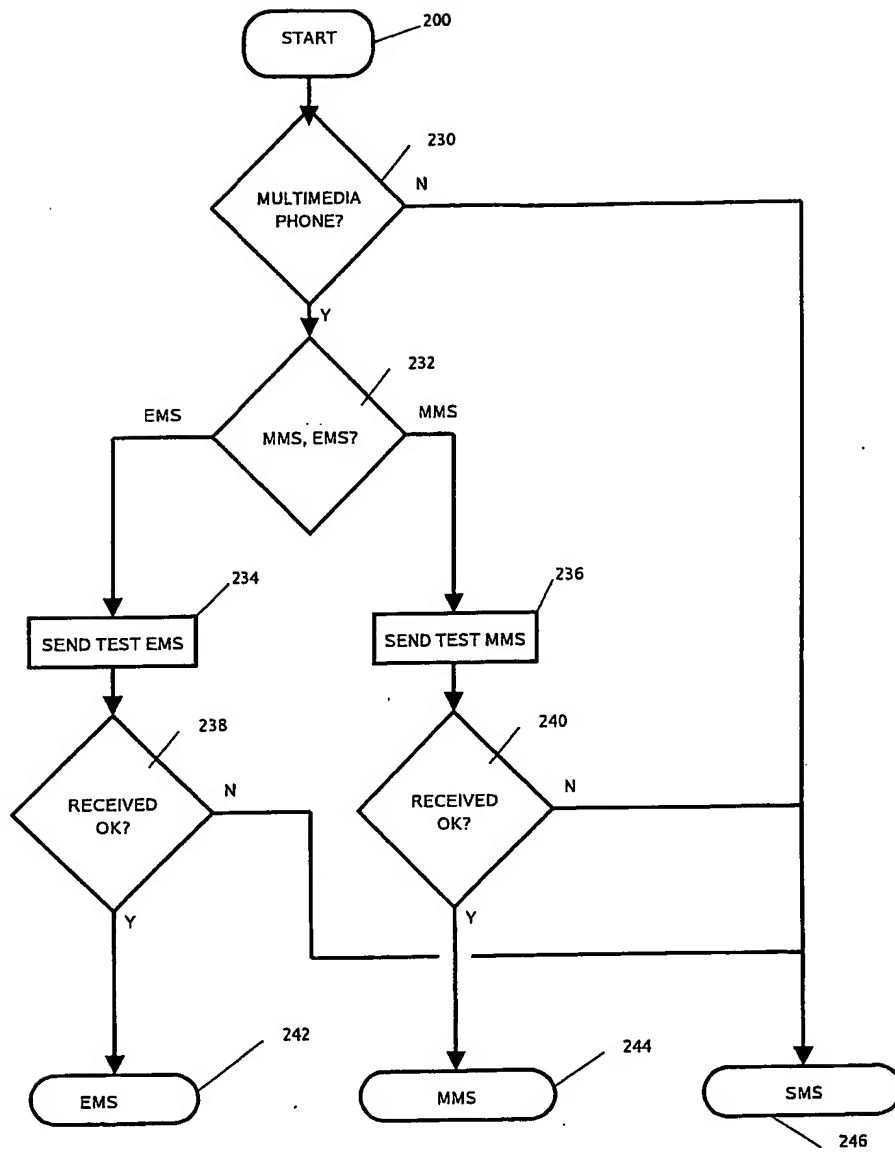 START
200
230
N
MULTIMEDIA
PHONE?
Y
232
EMS
MMS
MMS, EMS?
234
236
SEND TEST EMS
SEND TEST MMS
238
240
N
N
RECEIVED
OK?
RECEIVED
OK?
Y
Y
242
244
EMS
MMS
SMS
246